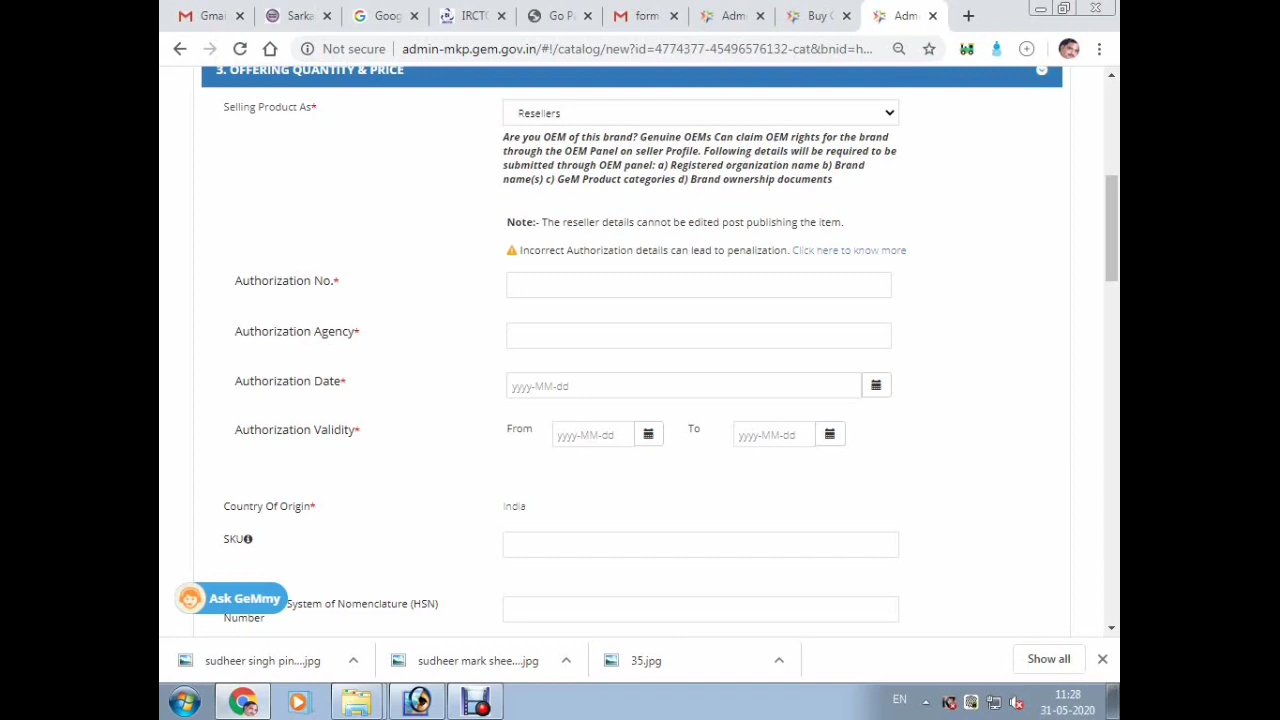 Gmai
Sarka
Goog
IRCTC
Go P
form
Admi
Buy
Admi
Not secure
admin-mkp.gem.gov.in/#!/catalog/new?id=4774377-45496576132-cat&bnid=h...
3. OFFERING QUANTITY & PRICE
Selling Product As*
Resellers
Are you OEM of this brand? Genuine OEMs Can claim OEM rights for the brand
through the OEM Panel on seller Profile. Following details will be required to be
submitted through OEM panel: a) Registered organization name b) Brand
name(s) c) GeM Product categories d) Brand ownership documents
Note:- The reseller details cannot be edited post publishing the item.
Incorrect Authorization details can lead to penalization. Click here to know more
Authorization No.*
Authorization Agency*
Authorization Date*
yyyy-MM-dd
Authorization Validity*
From
yyyy-MM-dd
To
yyyy-MM-dd
Country Of Origin*
India
SKU
Ask GeMmy
System of Nomenclature (HSN)
Number
sudheer singh pin....jpg
sudheer mark shee....jpg
35.jpg
Show all
EN
11:28
31-05-2020